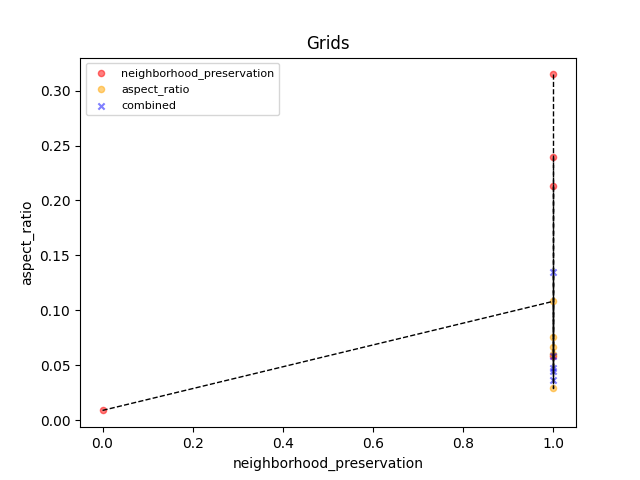 Grids
neighborhood_preservation
aspect_ratio
combined
0.30
0.25
0.20
0.15
0.10
0.05
0.00
aspect_ratio
0.0
0.2
0.4
0.6
0.8
1.0
neighborhood_preservation